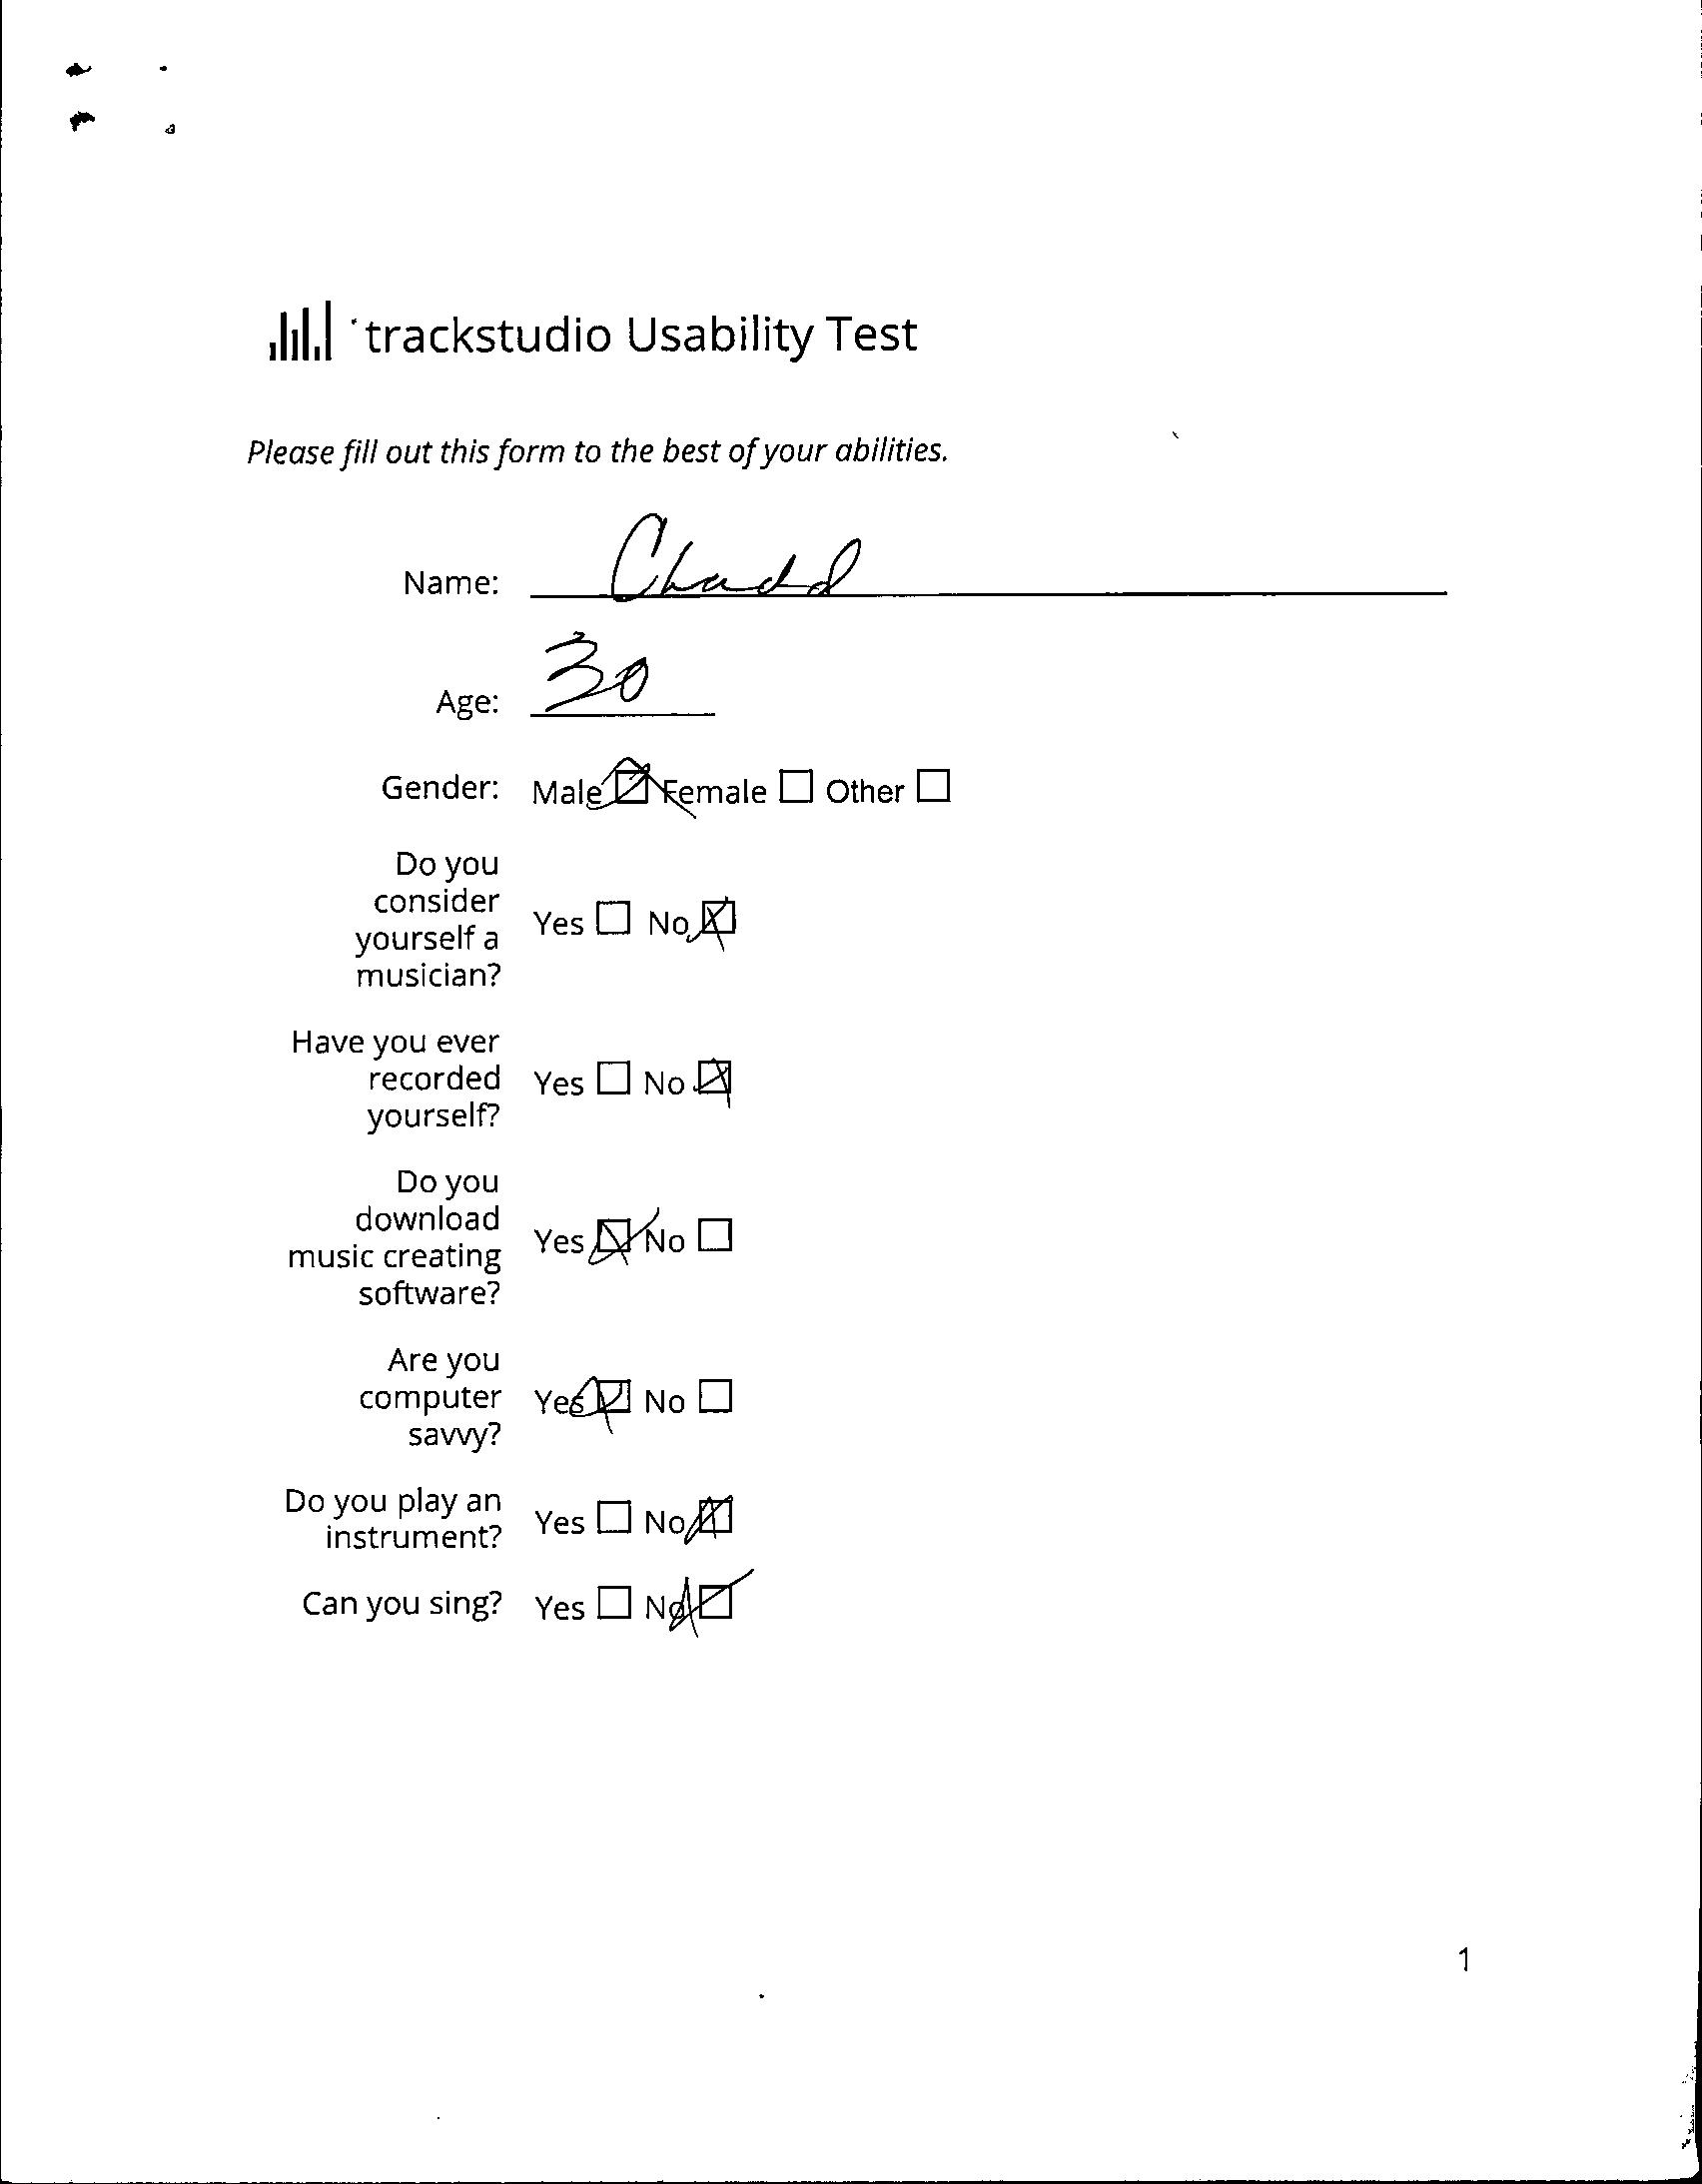 trackstudio Usability Test
Please fill out this form to the best of your abilities.
Name: Chadd
Age: 30
Gender: Male ☒ Female ☐ Other ☐
Do you
consider
yourself a
musician?
Yes ☐ No ☒
Have you ever
recorded
yourself?
Yes ☐ No ☒
Do you
download
music creating
software?
Yes ☒ No ☐
Are you
computer
savvy?
Yes ☒ No ☐
Do you play an
instrument?
Yes ☐ No ☒
Can you sing? Yes ☐ No ☒
1